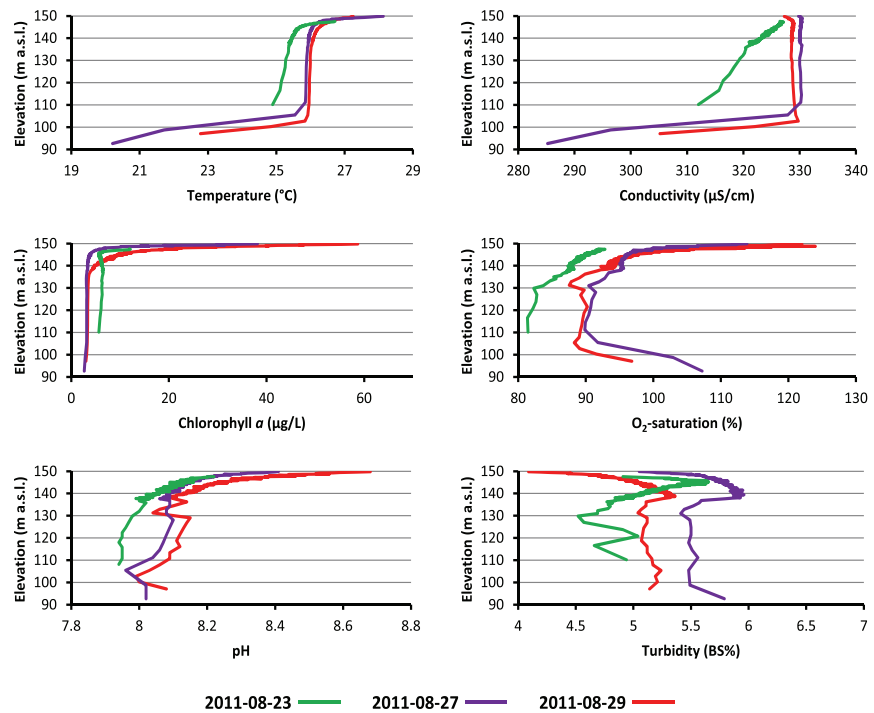 150
140
130
120
110
100
90
Elevation (m a.s.l.)
19 21 23 25 27 29
Temperature (°C)
150
140
130
120
110
100
90
Elevation (m a.s.l.)
280 290 300 310 320 330 340
Conductivity (µS/cm)
150
140
130
120
110
100
90
Elevation (m a.s.l.)
0 20 40 60
Chlorophyll a (µg/L)
150
140
130
120
110
100
90
Elevation (m a.s.l.)
80 90 100 110 120 130
O₂-saturation (%)
150
140
130
120
110
100
90
Elevation (m a.s.l.)
7.8 8 8.2 8.4 8.6 8.8
pH
150
140
130
120
110
100
90
Elevation (m a.s.l.)
4 4.5 5 5.5 6 6.5 7
Turbidity (BS%)
2011-08-23 2011-08-27 2011-08-29